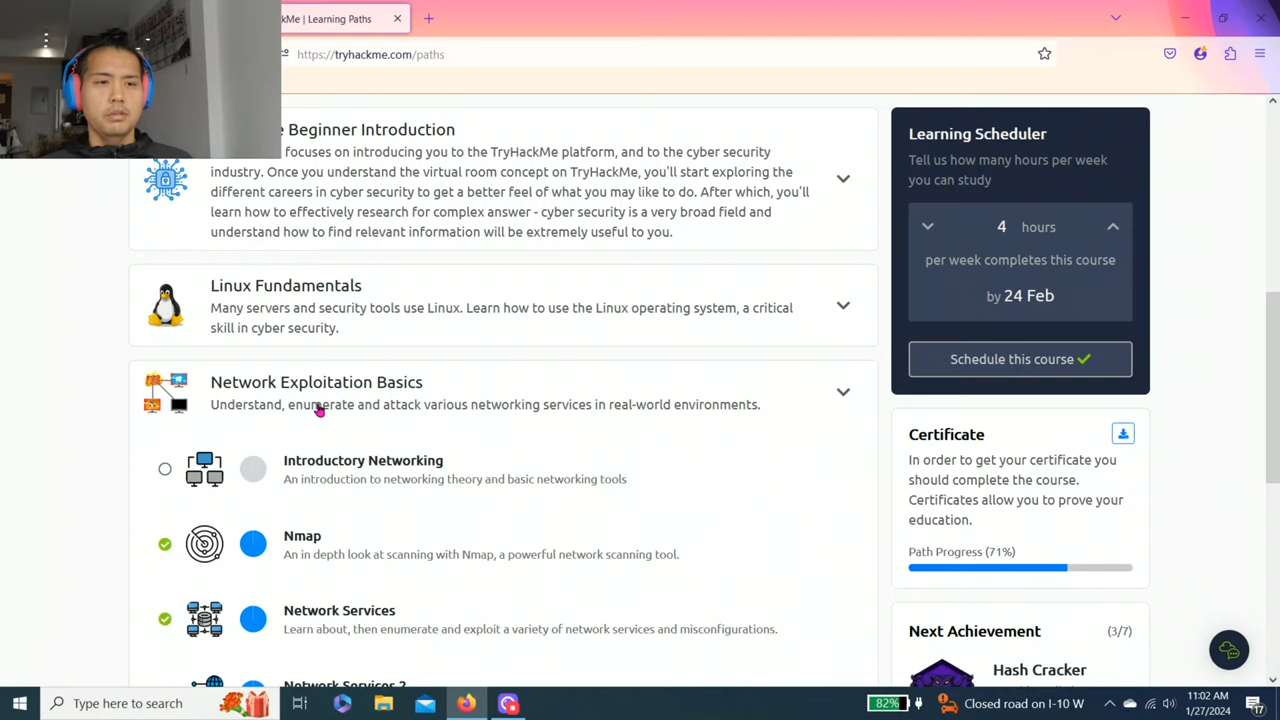 kMe | Learning Paths
https://tryhackme.com/paths
e Beginner Introduction
focuses on introducing you to the TryHackMe platform, and to the cyber security
industry. Once you understand the virtual room concept on TryHackMe, you'll start exploring the
different careers in cyber security to get a better feel of what you may like to do. After which, you'll
learn how to effectively research for complex answer - cyber security is a very broad field and
understand how to find relevant information will be extremely useful to you.
Linux Fundamentals
Many servers and security tools use Linux. Learn how to use the Linux operating system, a critical
skill in cyber security.
Network Exploitation Basics
Understand, enumerate and attack various networking services in real-world environments.
Introductory Networking
An introduction to networking theory and basic networking tools
Nmap
An in depth look at scanning with Nmap, a powerful network scanning tool.
Network Services
Learn about, then enumerate and exploit a variety of network services and misconfigurations.
Network Services 2
Learning Scheduler
Tell us how many hours per week
you can study
4 hours
per week completes this course
by 24 Feb
Schedule this course
Certificate
In order to get your certificate you
should complete the course.
Certificates allow you to prove your
education.
Path Progress (71%)
Next Achievement (3/7)
Hash Cracker
Type here to search
82%
Closed road on I-10 W
11:02 AM
1/27/2024
17